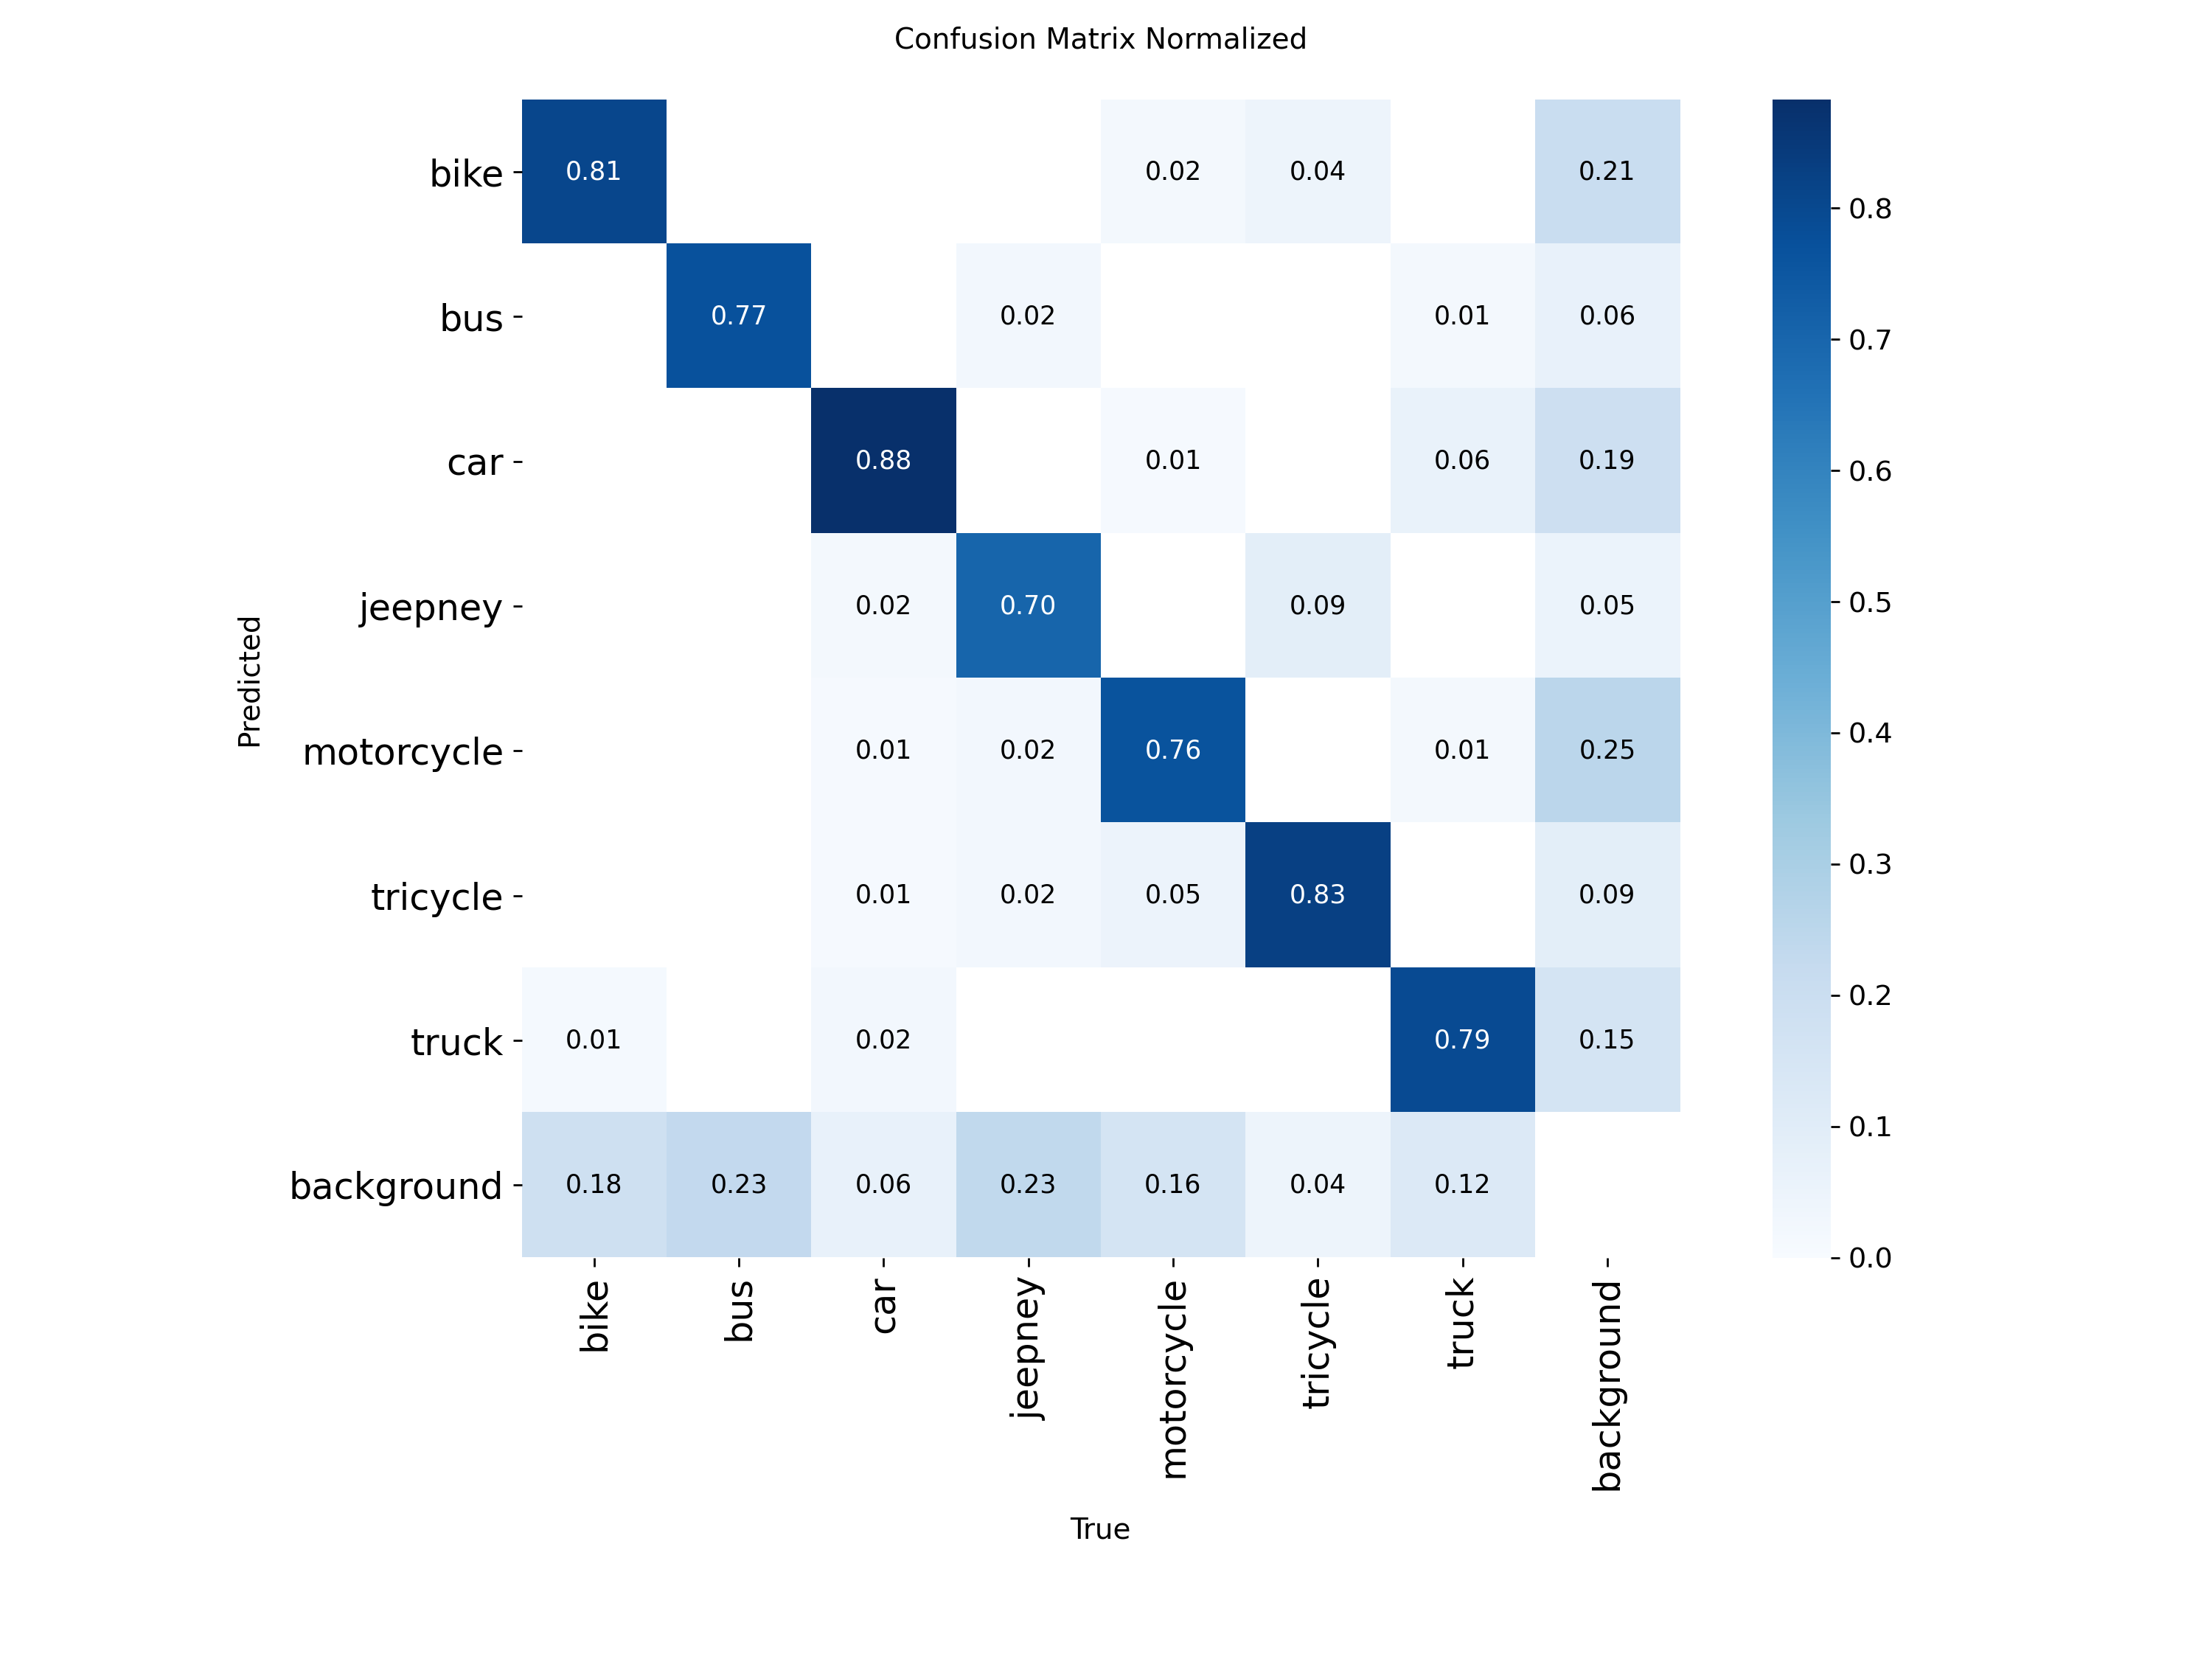 Confusion Matrix Normalized
bike 0.81 0.02 0.04 0.21
bus 0.77 0.02 0.01 0.06
car 0.88 0.01 0.06 0.19
jeepney 0.02 0.70 0.09 0.05
motorcycle 0.01 0.02 0.76 0.01 0.25
tricycle 0.01 0.02 0.05 0.83 0.09
truck 0.01 0.02 0.79 0.15
background 0.18 0.23 0.06 0.23 0.16 0.04 0.12
Predicted
bike bus car jeepney motorcycle tricycle truck background
True
0.8
0.7
0.6
0.5
0.4
0.3
0.2
0.1
0.0